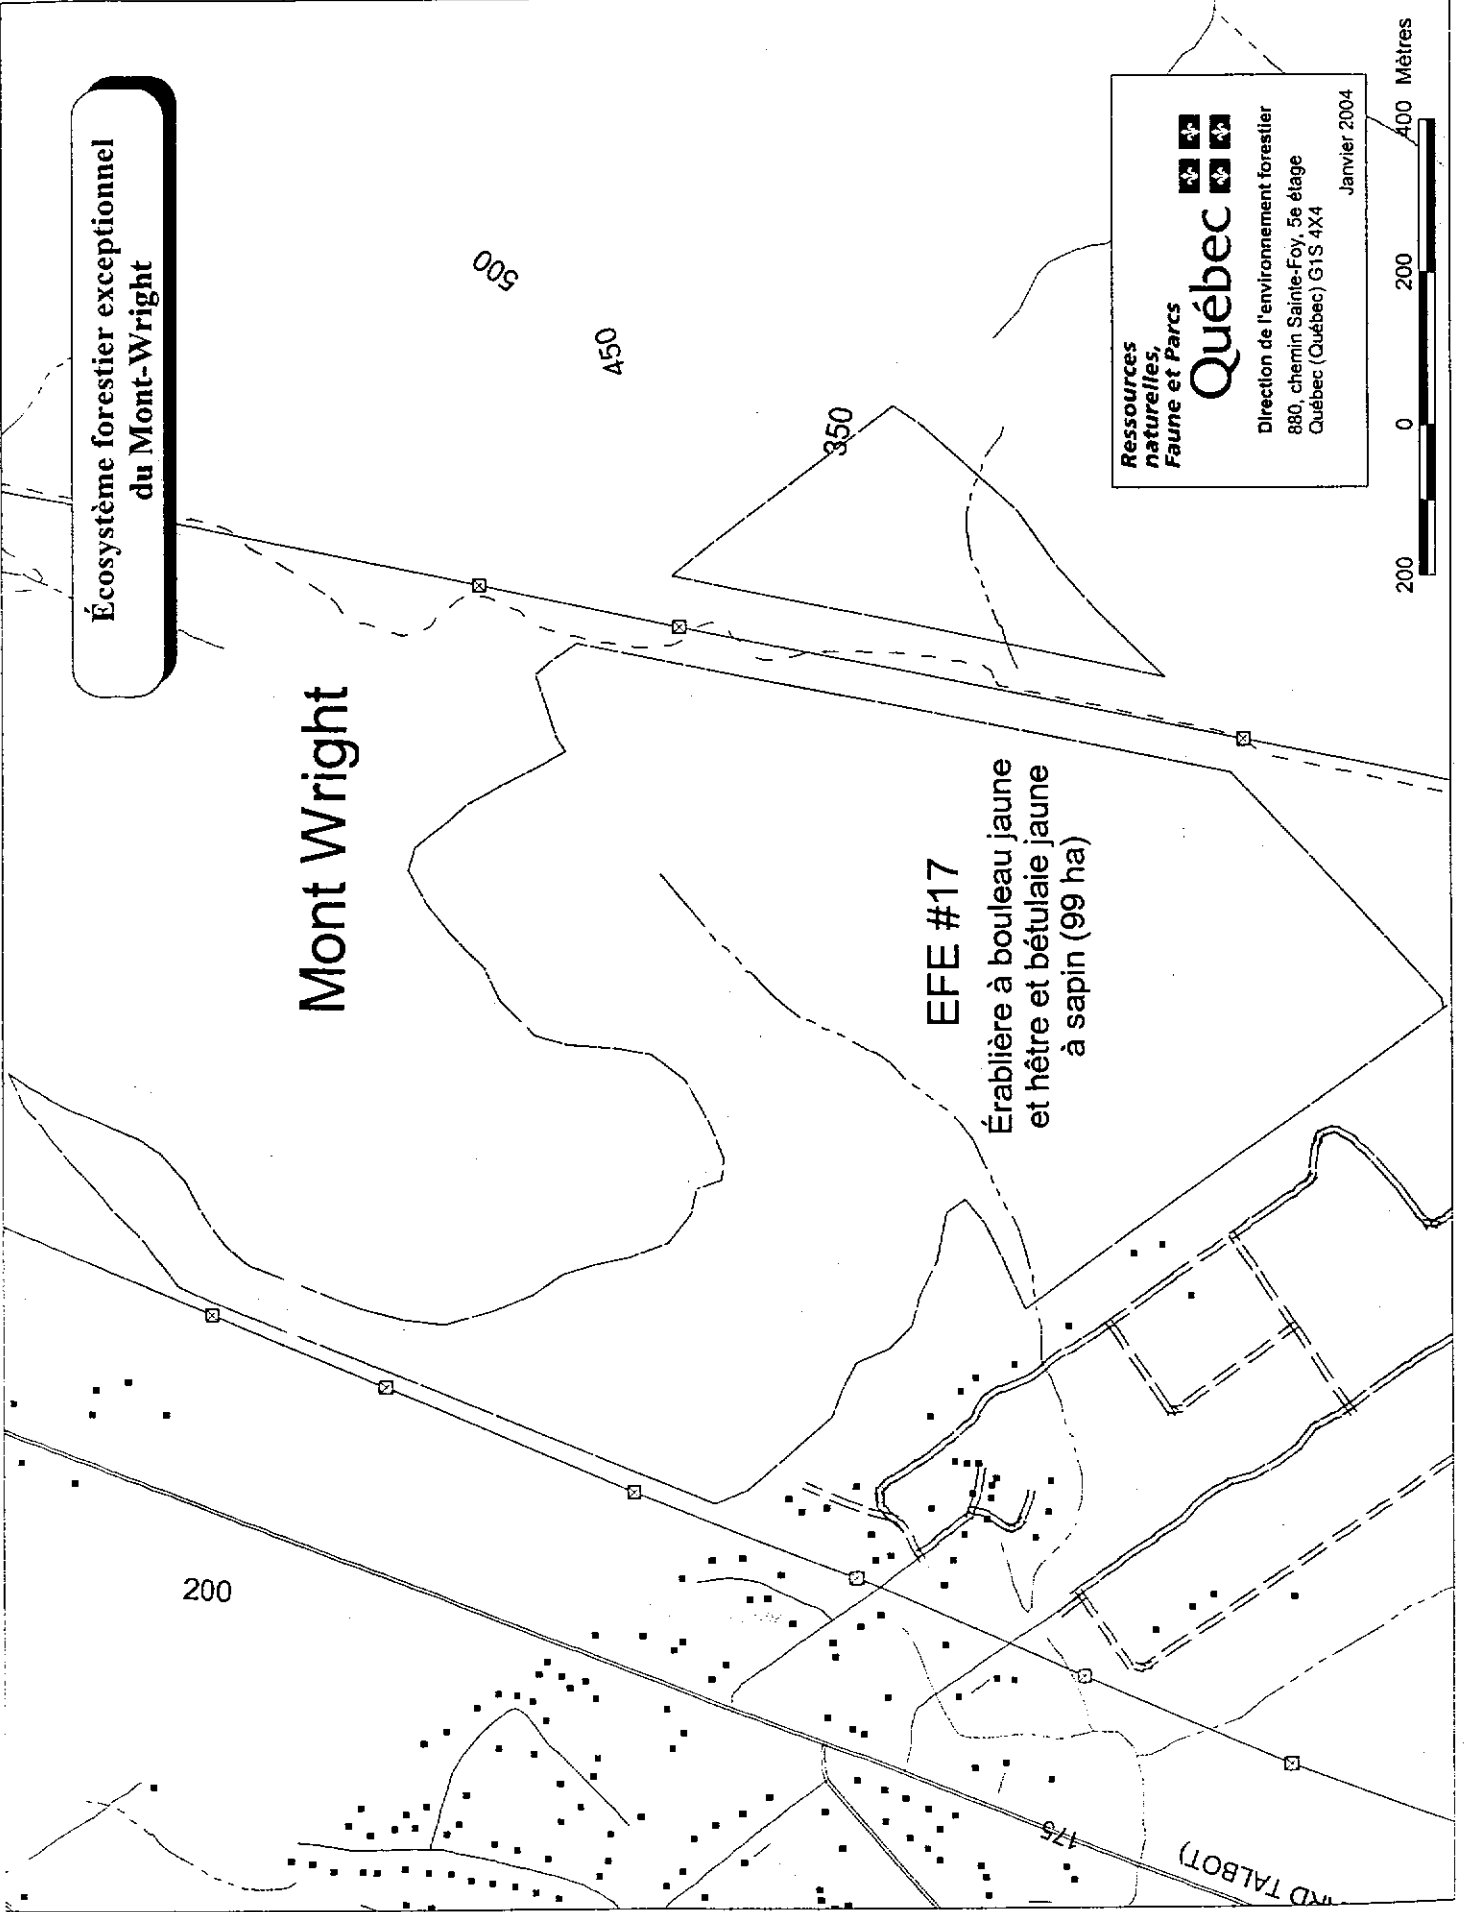 Écosystème forestier exceptionnel
du Mont-Wright
Mont Wright
500
450
350
200
EFE #17
Érablière à bouleau jaune
et hêtre et bétulaie jaune
à sapin (99 ha)
175
RD TALBOT)
Ressources
naturelles,
Faune et Parcs
Québec
Direction de l'environnement forestier
880, chemin Sainte-Foy, 5e étage
Québec (Québec) G1S 4X4
Janvier 2004
200 0 200 400 Mètres